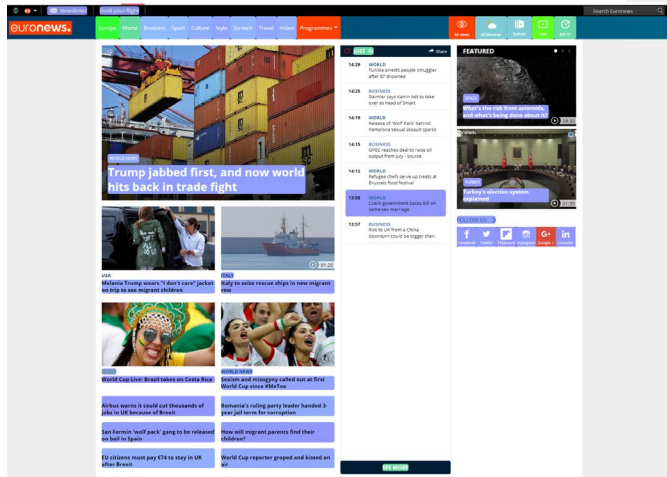 Newsletter
Book your flight
Search Euronews
euronews.
Europe World Business Sport Culture Style Sci-tech Travel Video Programmes
JUST IN
Share
14:29 WORLD
Tunisia arrests people smuggler
after 87 drowned
14:25 BUSINESS
Daimler says Katrin Adt to take
over as head of Smart
14:19 WORLD
Release of 'Wolf Pack' behind
Pamplona sexual assault sparks
14:15 BUSINESS
OPEC reaches deal to raise oil
output from July - source
14:12 WORLD
Refugee chefs serve up treats at
Brussels food festival
13:58 WORLD
Czech government backs bill on
same-sex marriage
13:57 BUSINESS
Risk to UK from a China
downturn could be bigger than
SEE MORE
WORLD NEWS
Trump jabbed first, and now world
hits back in trade fight
01:20
USA
Melania Trump wears "I don't care" jacket
on trip to see migrant children
ITALY
Italy to seize rescue ships in new migrant
row
World Cup Live: Brazil takes on Costa Rica
WORLD NEWS
Sexism and misogyny called out at first
World Cup since #MeToo
Airbus warns it could cut thousands of
jobs in UK because of Brexit
Romania's ruling party leader handed 3-
year jail term for corruption
San Fermin 'wolf pack' gang to be released
on bail in Spain
How will migrant parents find their
children?
EU citizens must pay €74 to stay in UK
after Brexit
World Cup reporter groped and kissed on
air
FEATURED
SPACE
What's the risk from asteroids,
and what's being done about it?
news.
TURKEY
Turkey's election system
explained
01:30
FOLLOW US
Facebook Twitter Flipboard Instagram Google + Linkedin